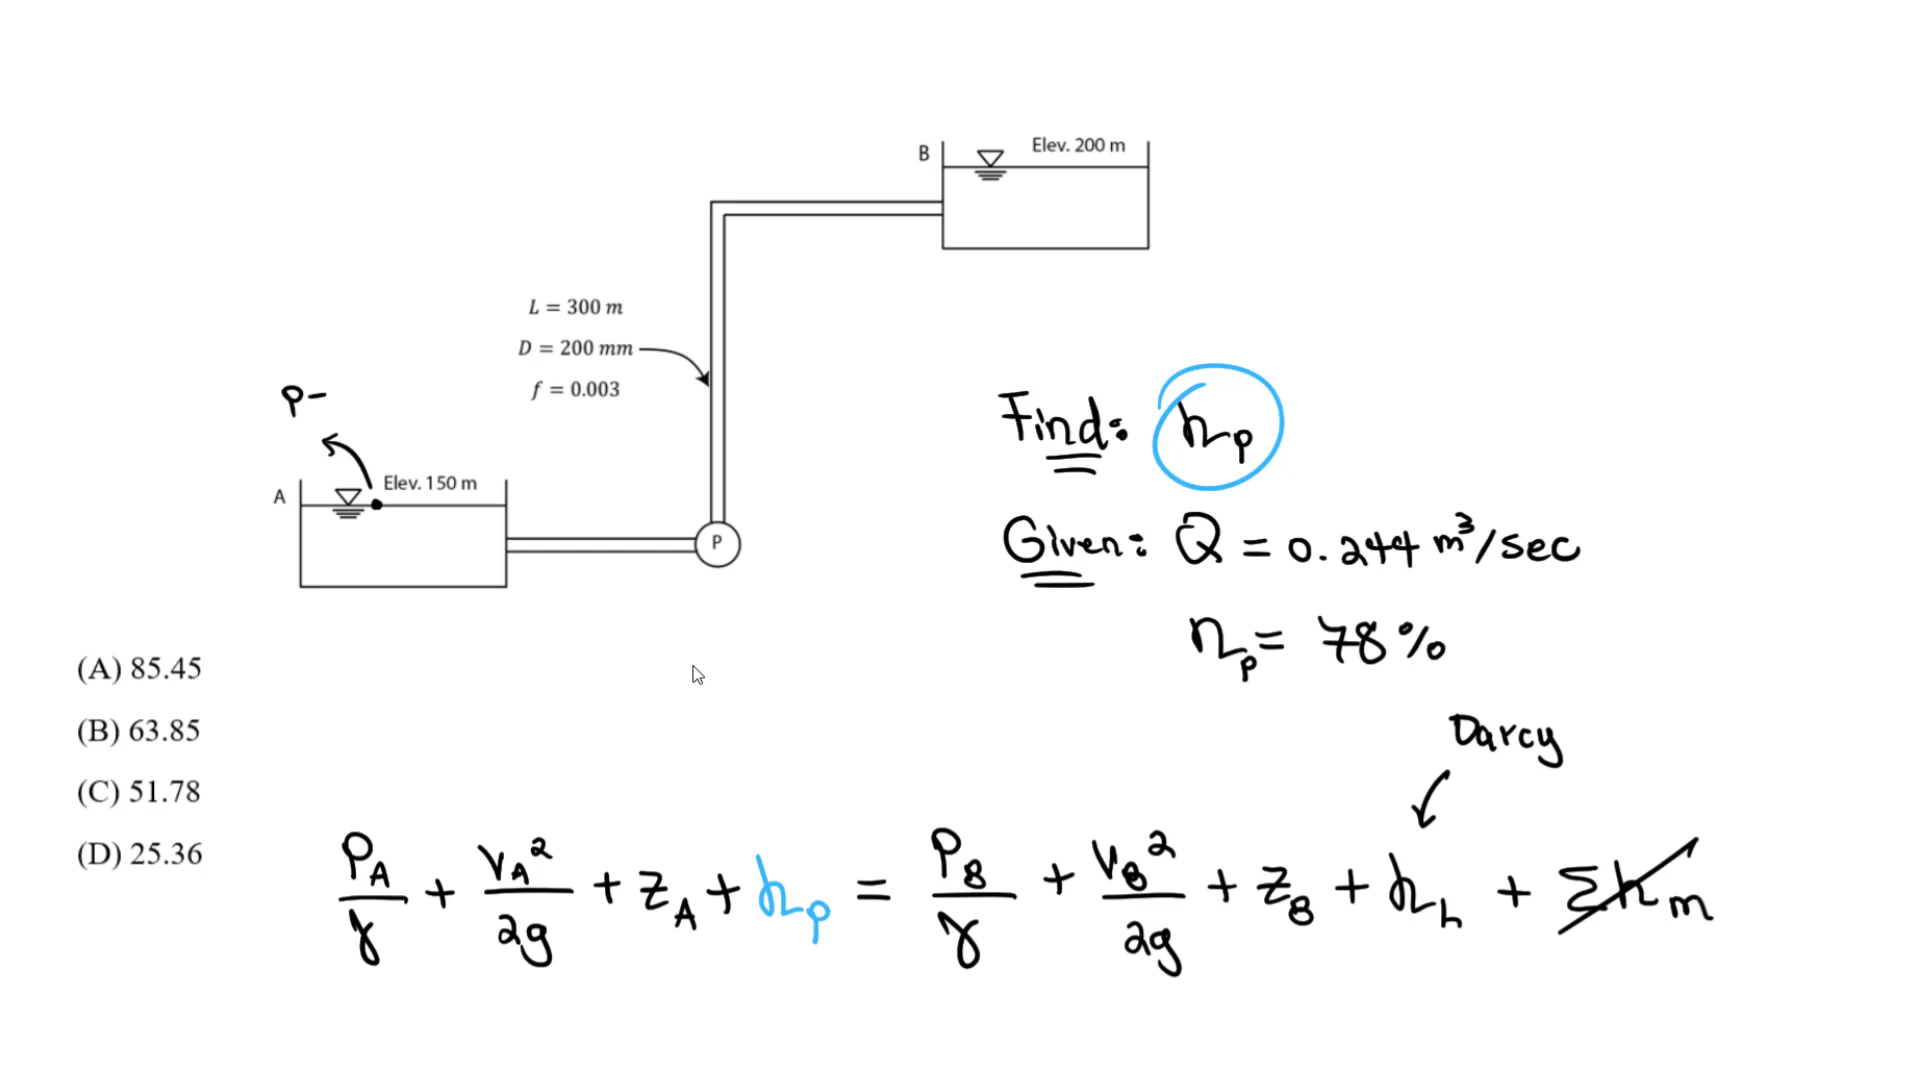 B
Elev. 200 m
L = 300 m
D = 200 mm
f = 0.003
P-
A
Elev. 150 m
P
Find: hp
Given: Q = 0.244 m³/sec
ηp = 78%
(A) 85.45
(B) 63.85
(C) 51.78
(D) 25.36
Darcy
PA/γ + VA²/2g + zA + hp = PB/γ + VB²/2g + zB + hL + Σhm